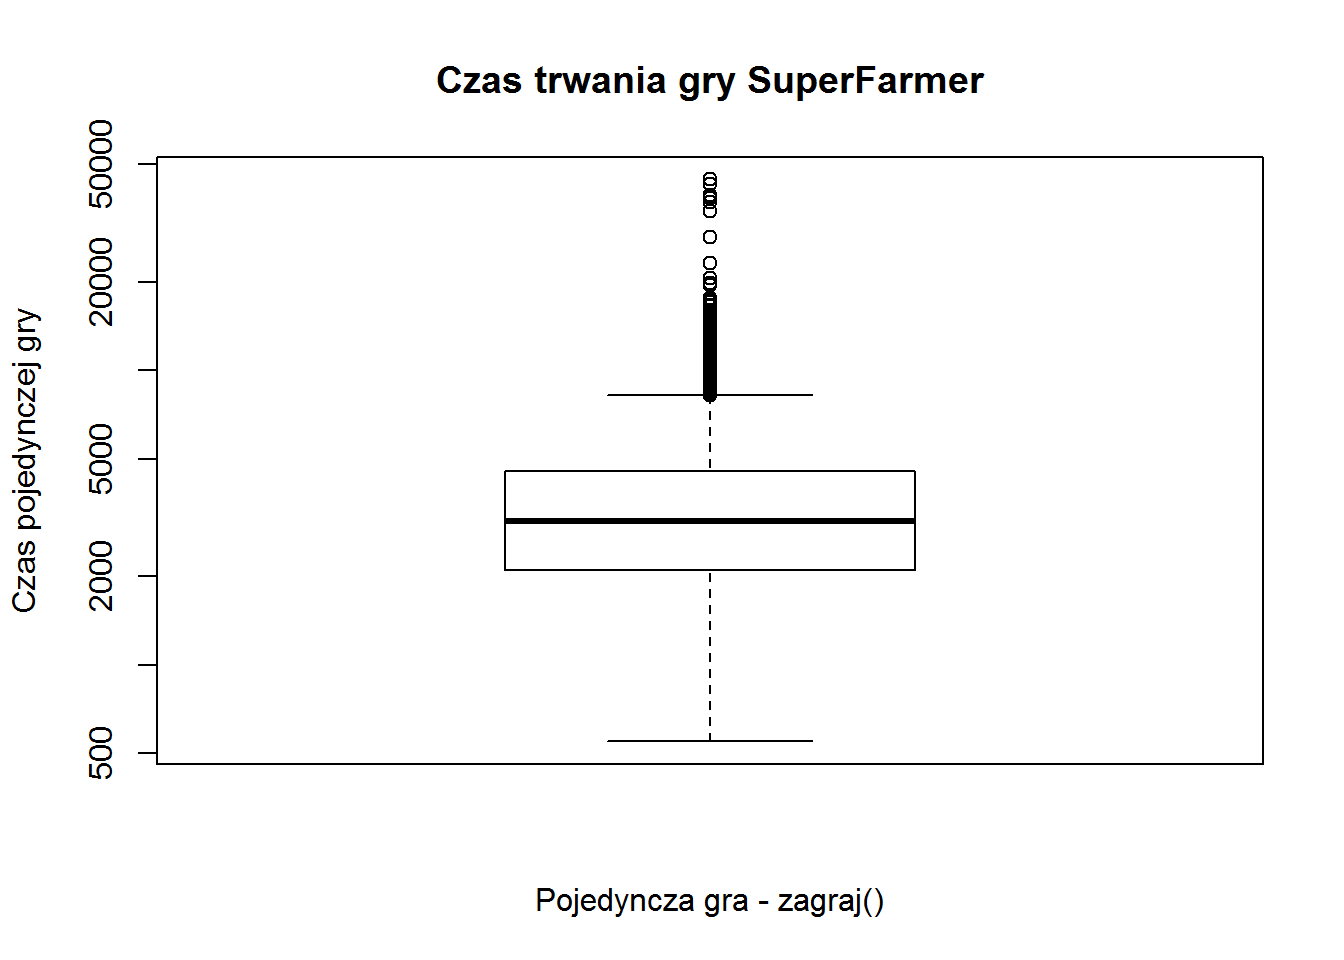 Czas trwania gry SuperFarmer
Czas pojedynczej gry
50000
20000
5000
2000
500
Pojedyncza gra - zagraj()